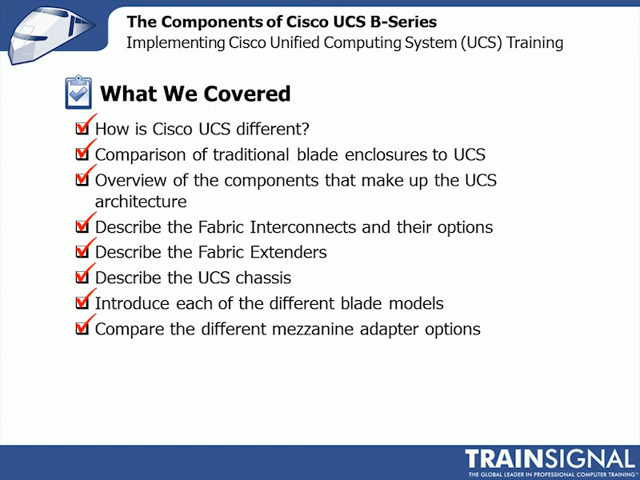 The Components of Cisco UCS B-Series
Implementing Cisco Unified Computing System (UCS) Training
What We Covered
How is Cisco UCS different?
Comparison of traditional blade enclosures to UCS
Overview of the components that make up the UCS
architecture
Describe the Fabric Interconnects and their options
Describe the Fabric Extenders
Describe the UCS chassis
Introduce each of the different blade models
Compare the different mezzanine adapter options
TRAINSIGNAL
THE GLOBAL LEADER IN PROFESSIONAL COMPUTER TRAINING™